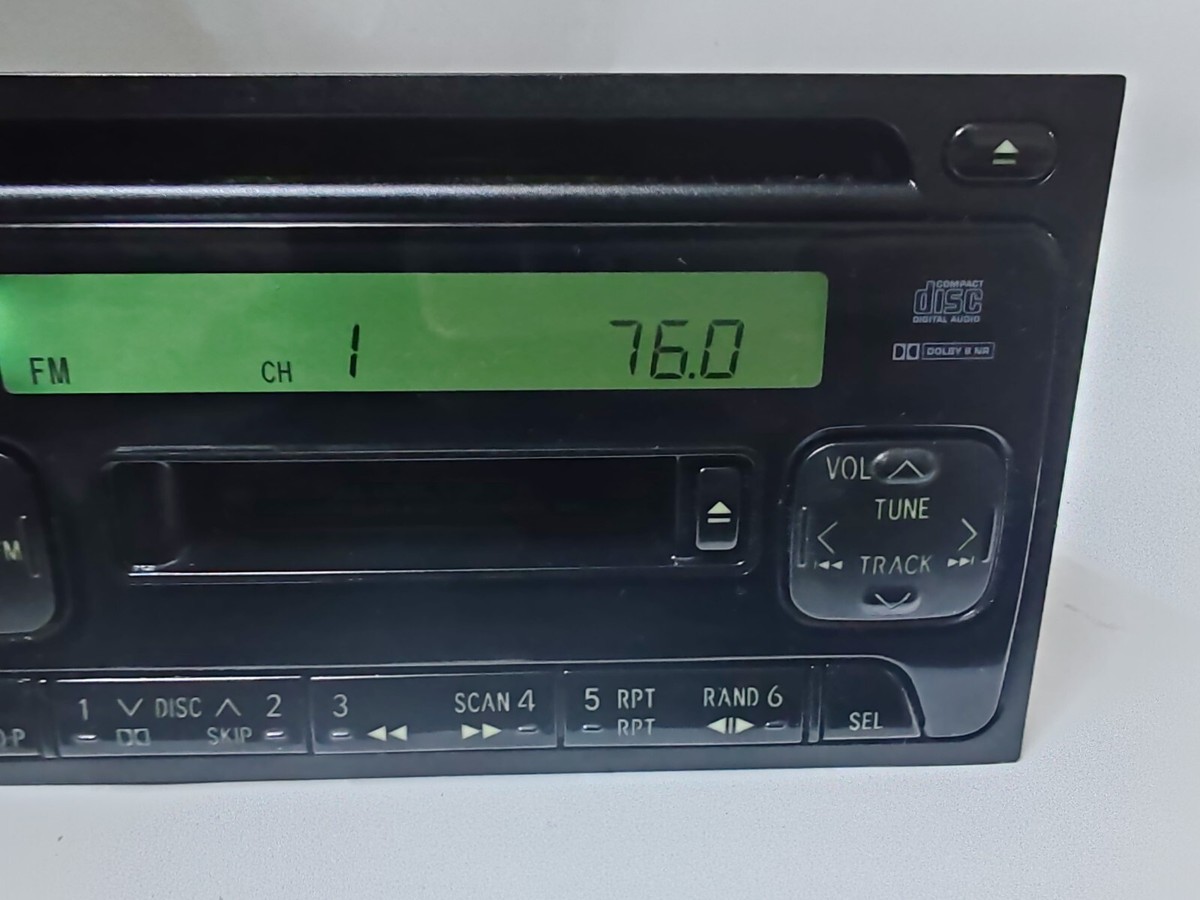 COMPACT
disc
DIGITAL AUDIO
DOLBY B NR
FM CH 1 76.0
VOL
TUNE
TRACK
1 DISC 2
SKIP
3 SCAN 4
5 RPT RAND 6
RPT
SEL